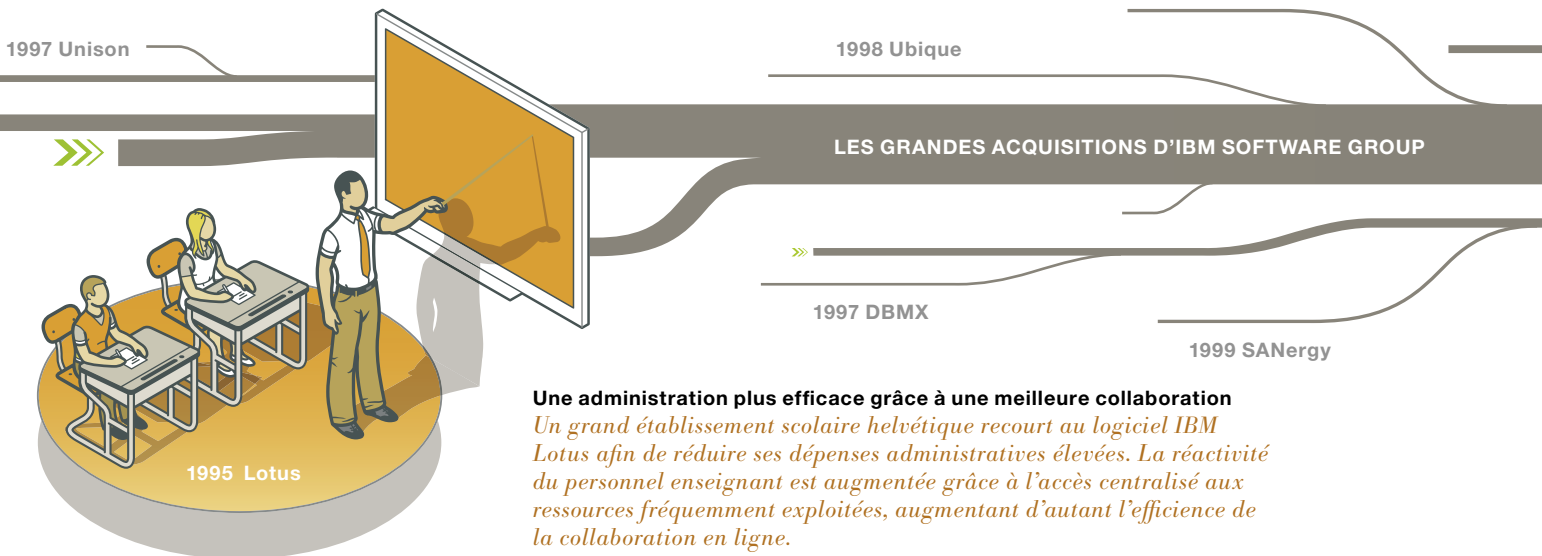 1997 Unison
1998 Ubique
LES GRANDES ACQUISITIONS D'IBM SOFTWARE GROUP
1997 DBMX
1999 SANergy
1995 Lotus
Une administration plus efficace grâce à une meilleure collaboration
Un grand établissement scolaire helvétique recourt au logiciel IBM
Lotus afin de réduire ses dépenses administratives élevées. La réactivité
du personnel enseignant est augmentée grâce à l'accès centralisé aux
ressources fréquemment exploitées, augmentant d'autant l'efficience de
la collaboration en ligne.